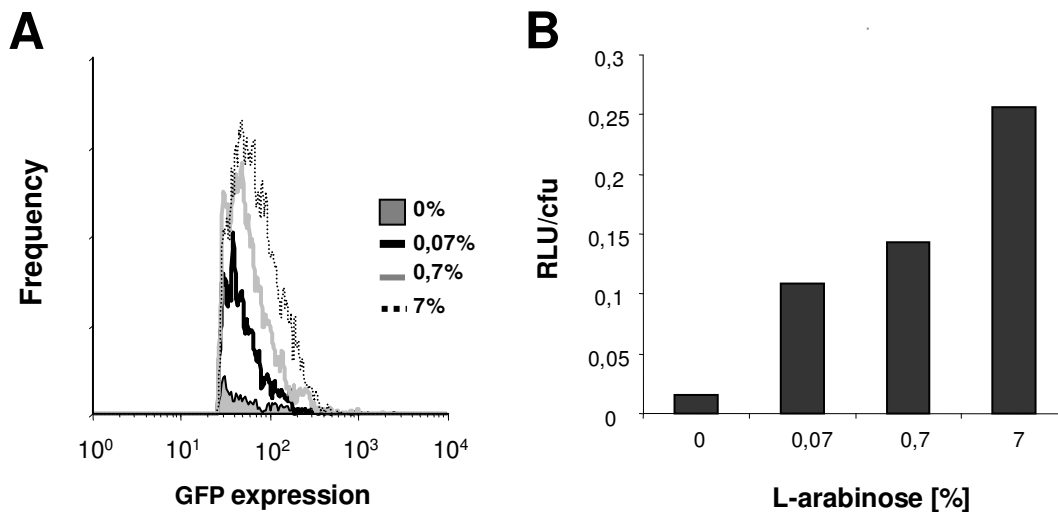 A
Frequency
0%
0,07%
0,7%
7%
10⁰ 10¹ 10² 10³ 10⁴
GFP expression
B
RLU/cfu
0,3
0,25
0,2
0,15
0,1
0,05
0
0 0,07 0,7 7
L-arabinose [%]